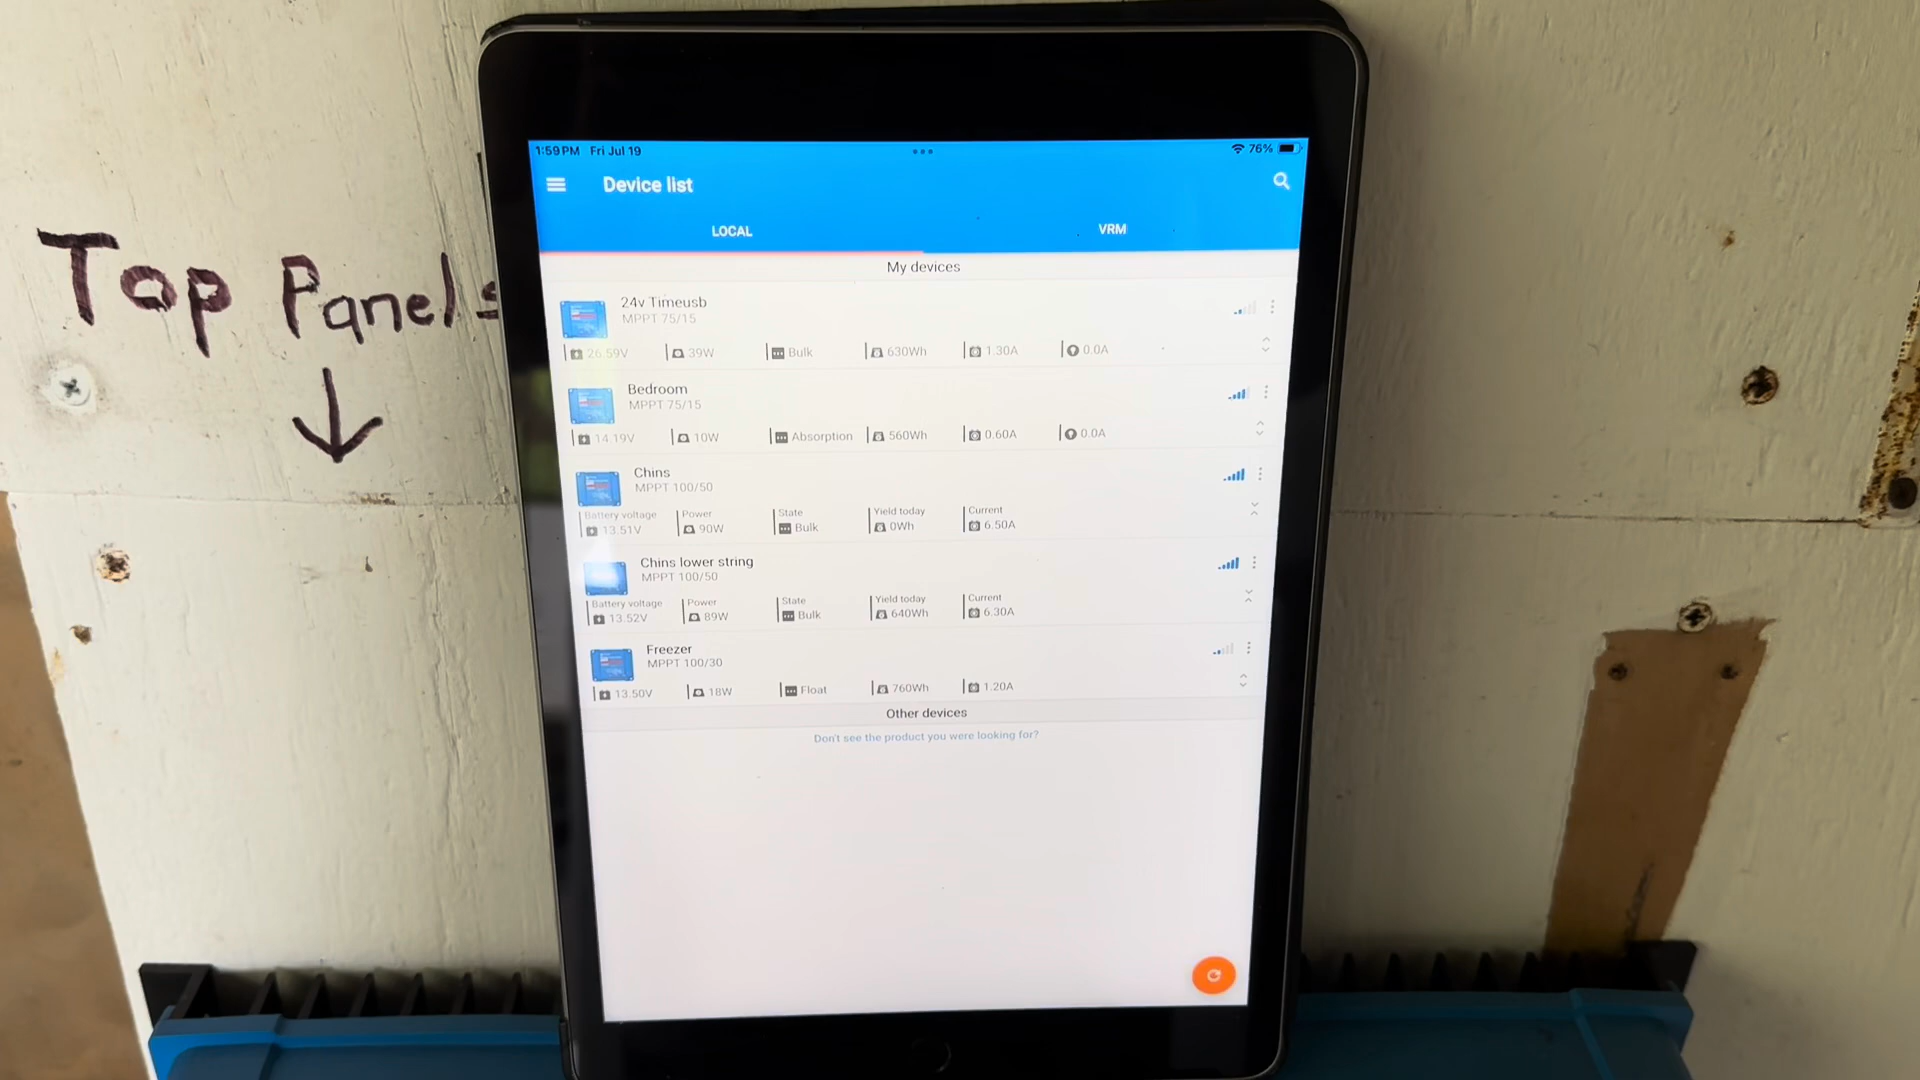 Top Panels
1:59 PM Fri Jul 19
76%
Device list
LOCAL
VRM
My devices
24v Timeusb
MPPT 75/15
26.59V 39W Bulk 630Wh 1.30A 0.0A
Bedroom
MPPT 75/15
14.19V 10W Absorption 560Wh 0.60A 0.0A
Chins
MPPT 100/50
Battery voltage Power State Yield today Current
13.51V 90W Bulk 0Wh 6.50A
Chins lower string
MPPT 100/50
Battery voltage Power State Yield today Current
13.52V 89W Bulk 640Wh 6.30A
Freezer
MPPT 100/30
13.50V 18W Float 760Wh 1.20A
Other devices
Don't see the product you were looking for?